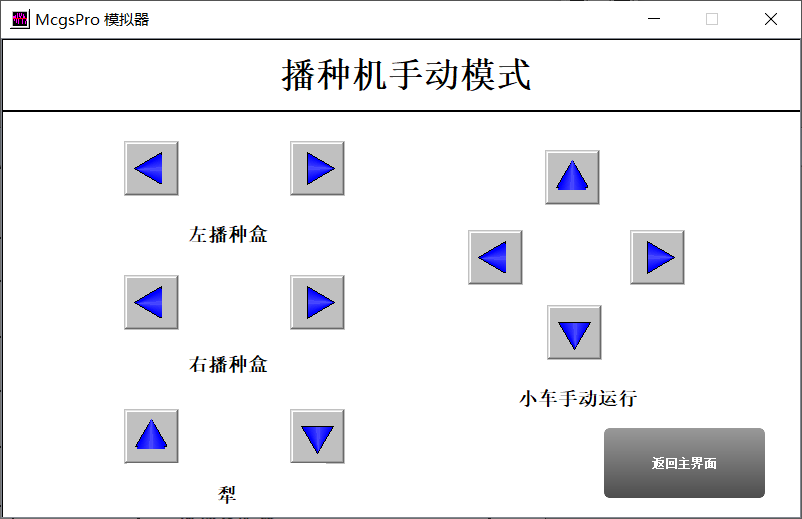 McgsPro 模拟器
播种机手动模式
左播种盒
右播种盒
小车手动运行
返回主界面
犁